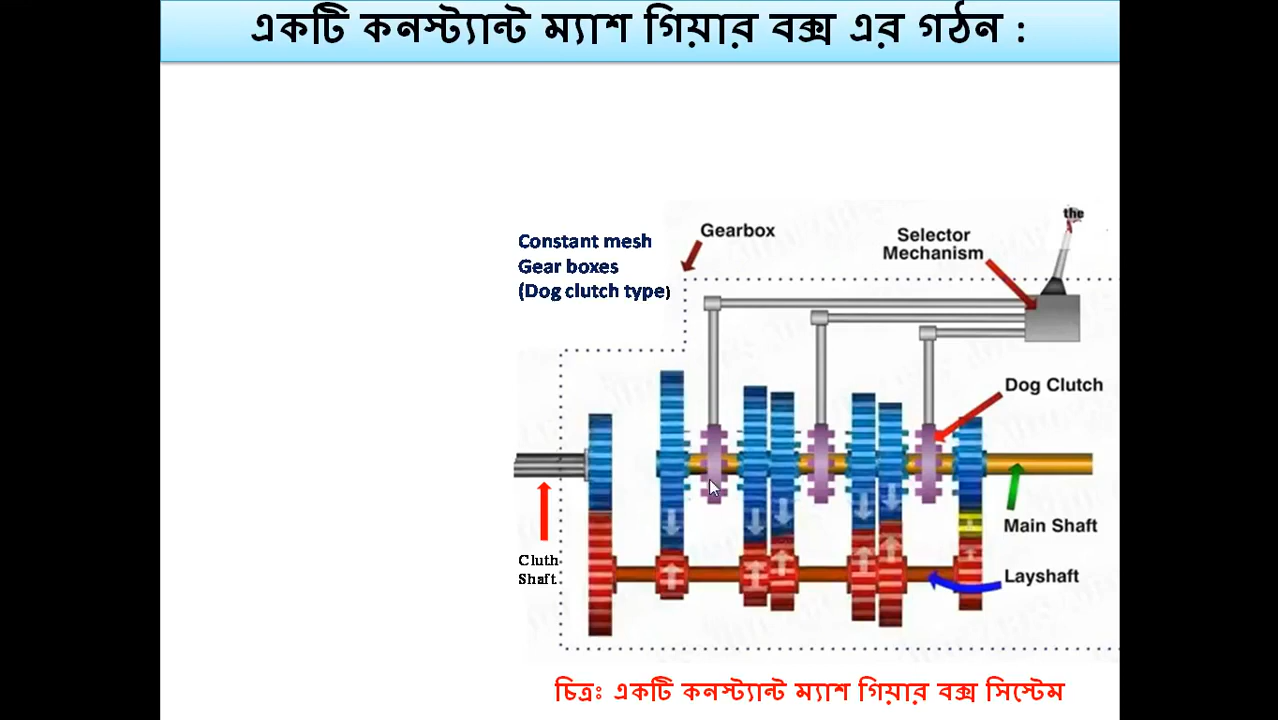 একটি কনস্ট্যান্ট ম্যাশ গিয়ার বক্স এর গঠন :
the
Gearbox
Selector
Mechanism
Constant mesh
Gear boxes
(Dog clutch type)
Dog Clutch
Main Shaft
Cluth
Shaft
Layshaft
চিত্রঃ একটি কনস্ট্যান্ট ম্যাশ গিয়ার বক্স সিস্টেম